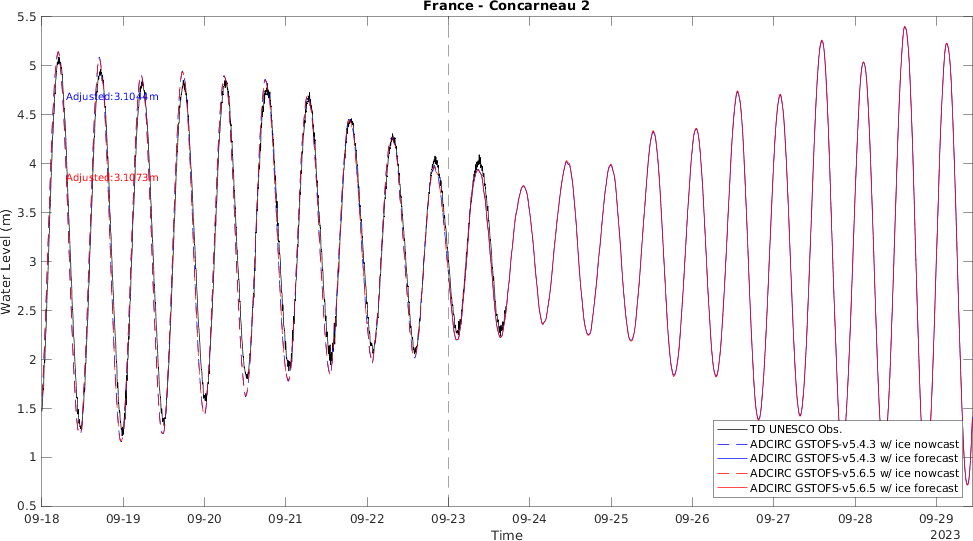 France - Concarneau 2
5.5
5
4.5
4
3.5
3
2.5
2
1.5
1
0.5
Water Level (m)
Adjusted:3.1044m
Adjusted:3.1073m
TD UNESCO Obs.
ADCIRC GSTOFS-v5.4.3 w/ ice nowcast
ADCIRC GSTOFS-v5.4.3 w/ ice forecast
ADCIRC GSTOFS-v5.6.5 w/ ice nowcast
ADCIRC GSTOFS-v5.6.5 w/ ice forecast
09-18 09-19 09-20 09-21 09-22 09-23 09-24 09-25 09-26 09-27 09-28 09-29
2023
Time